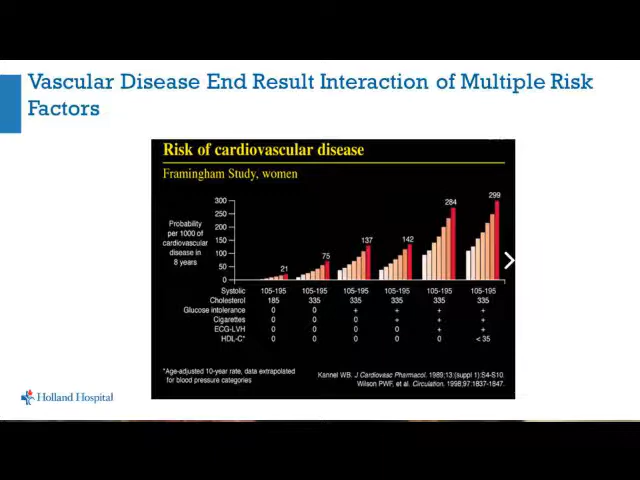 Vascular Disease End Result Interaction of Multiple Risk
Factors
Risk of cardiovascular disease
Framingham Study, women
300
250
200
150
100
50
0
Probability
per 1000 of
cardiovascular
disease in
8 years
21
75
137
142
284
299
Systolic 105-195 105-195 105-195 105-195 105-195 105-195
Cholesterol 185 335 335 335 335 335
Glucose intolerance 0 0 + + + +
Cigarettes 0 0 0 + + +
ECG-LVH 0 0 0 0 + +
HDL-C* 0 0 0 0 0 < 35
*Age-adjusted 10-year rate, data extrapolated
for blood pressure categories
Kannel WB. J Cardiovasc Pharmacol. 1989;13:(suppl 1):S4-S10.
Wilson PWF, et al. Circulation. 1998;97:1837-1847.
Holland Hospital